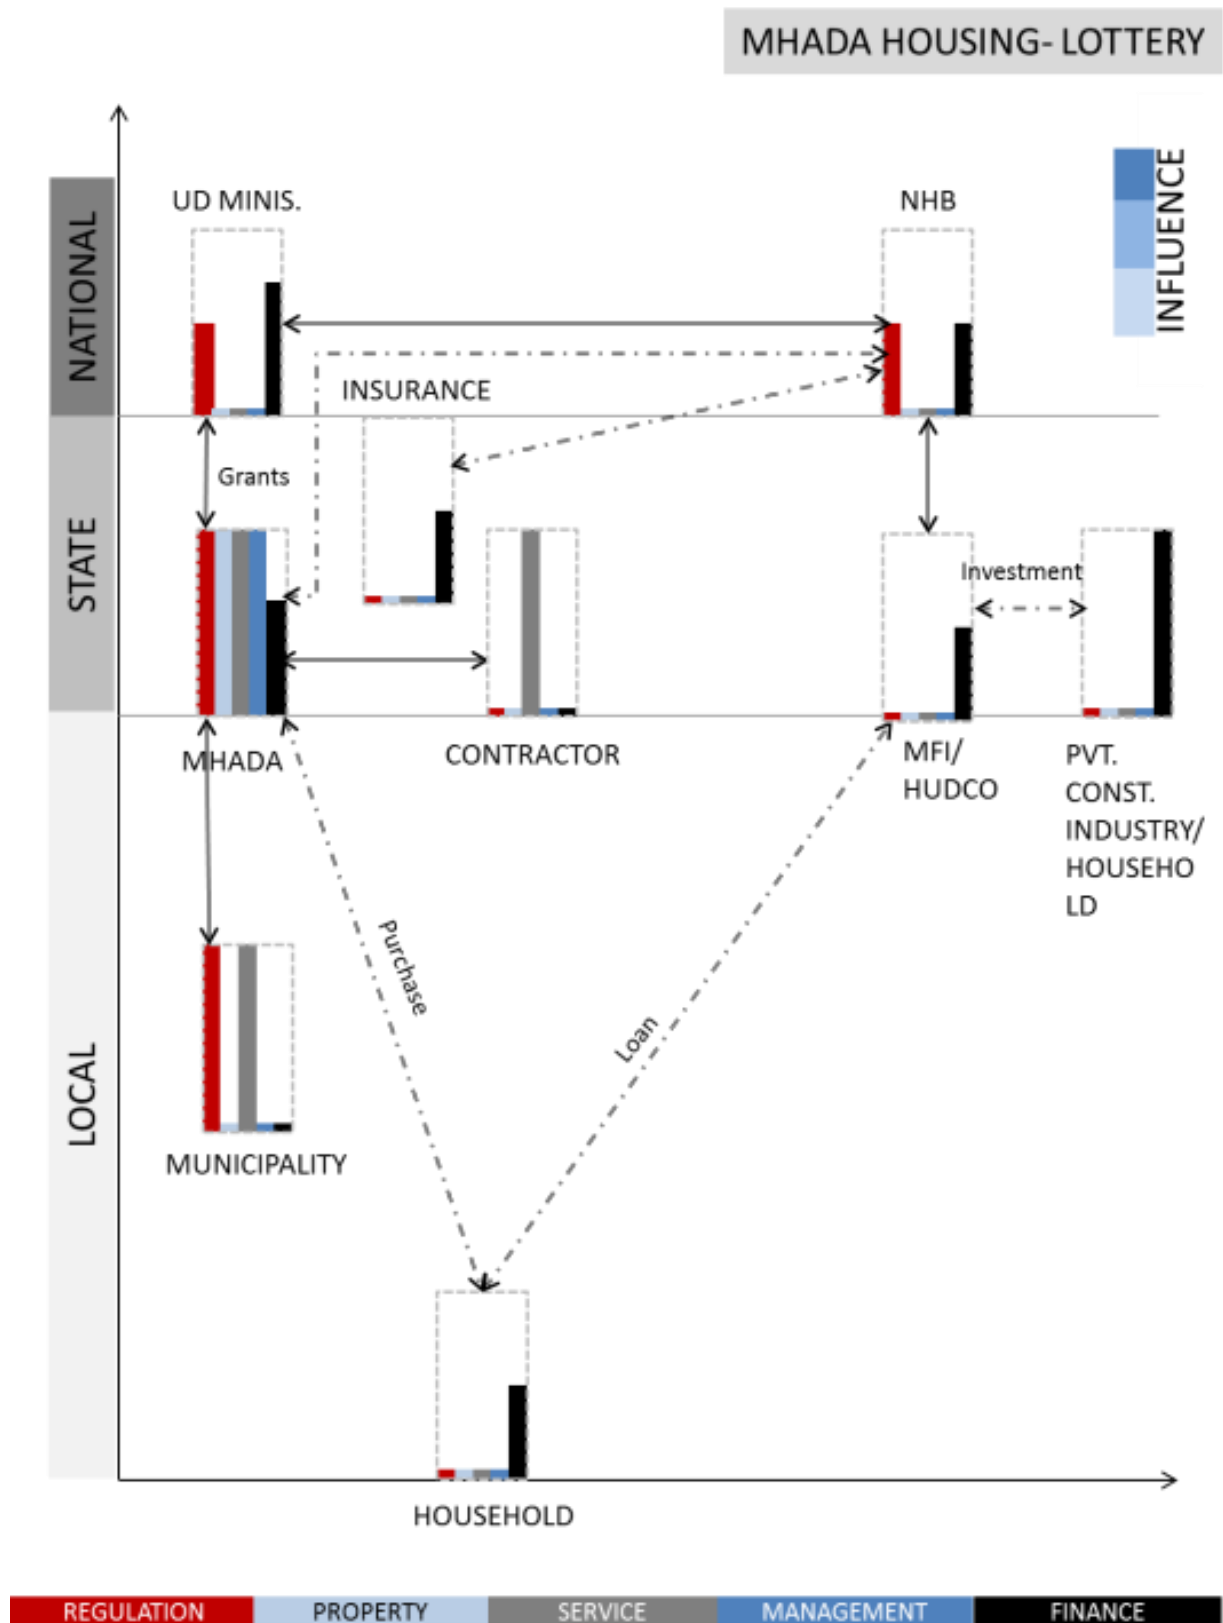 MHADA HOUSING- LOTTERY
INFLUENCE
NATIONAL
UD MINIS.
NHB
INSURANCE
STATE
Grants
Investment
MHADA
CONTRACTOR
MFI/
HUDCO
PVT.
CONST.
INDUSTRY/
HOUSEHO
LD
LOCAL
Purchase
Loan
MUNICIPALITY
HOUSEHOLD
REGULATION PROPERTY SERVICE MANAGEMENT FINANCE